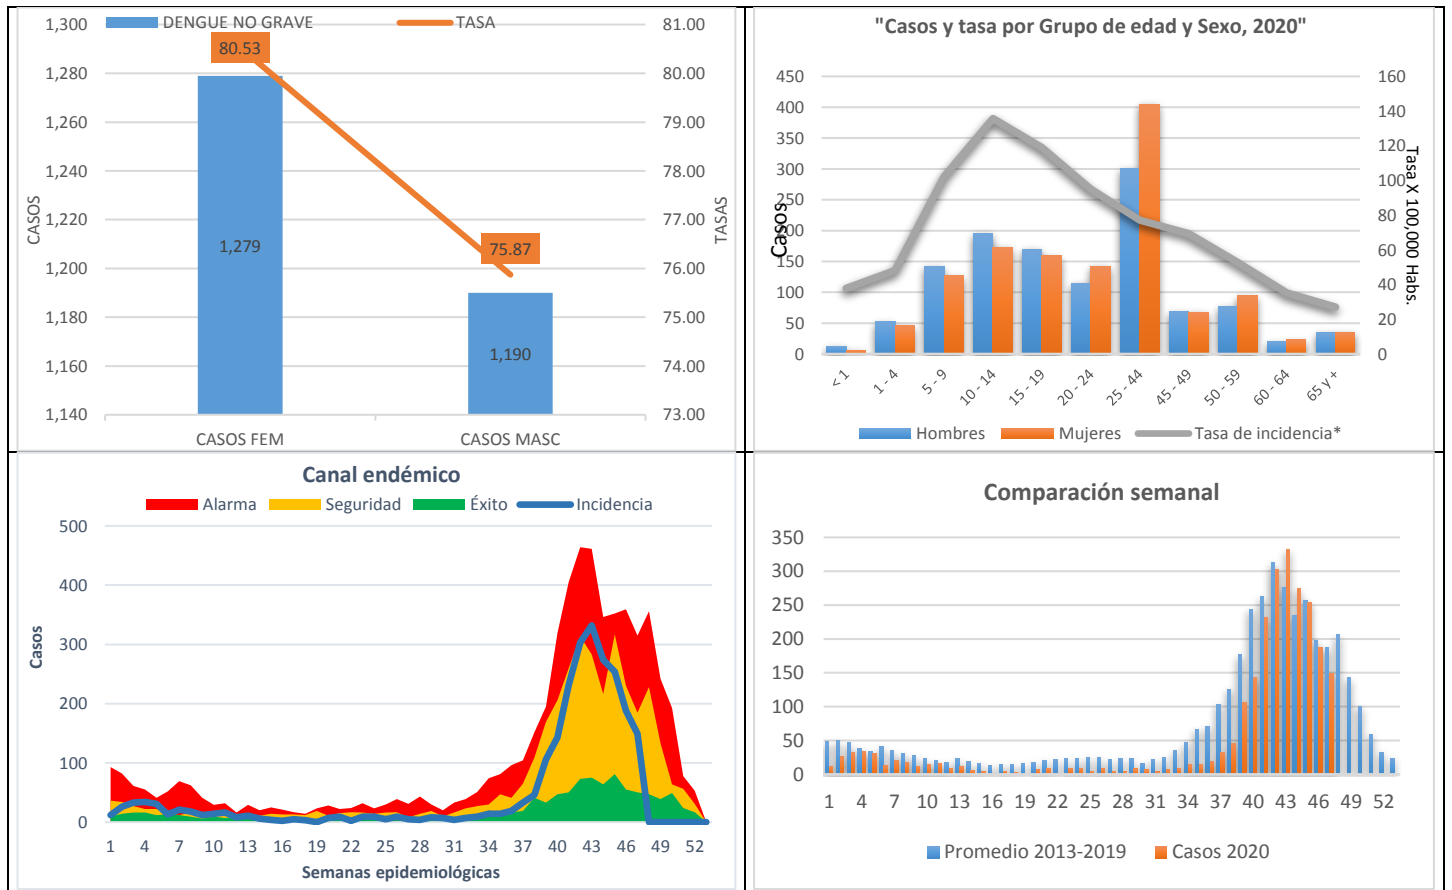 DENGUE NO GRAVE
TASA
1,300
1,280
1,260
1,240
1,220
1,200
1,180
1,160
1,140
CASOS
81.00
80.00
79.00
78.00
77.00
76.00
75.00
74.00
73.00
TASAS
80.53
75.87
1,279
1,190
CASOS FEM
CASOS MASC
"Casos y tasa por Grupo de edad y Sexo, 2020"
450
400
350
300
250
200
150
100
50
0
Casos
160
140
120
100
80
60
40
20
0
Tasa X 100,000 Habs.
< 1
1 - 4
5 - 9
10 - 14
15 - 19
20 - 24
25 - 44
45 - 49
50 - 59
60 - 64
65 y +
Hombres
Mujeres
Tasa de incidencia*
Canal endémico
Alarma
Seguridad
Éxito
Incidencia
500
400
300
200
100
0
Casos
1 4 7 10 13 16 19 22 25 28 31 34 37 40 43 46 49 52
Semanas epidemiológicas
Comparación semanal
350
300
250
200
150
100
50
0
1 4 7 10 13 16 19 22 25 28 31 34 37 40 43 46 49 52
Promedio 2013-2019
Casos 2020